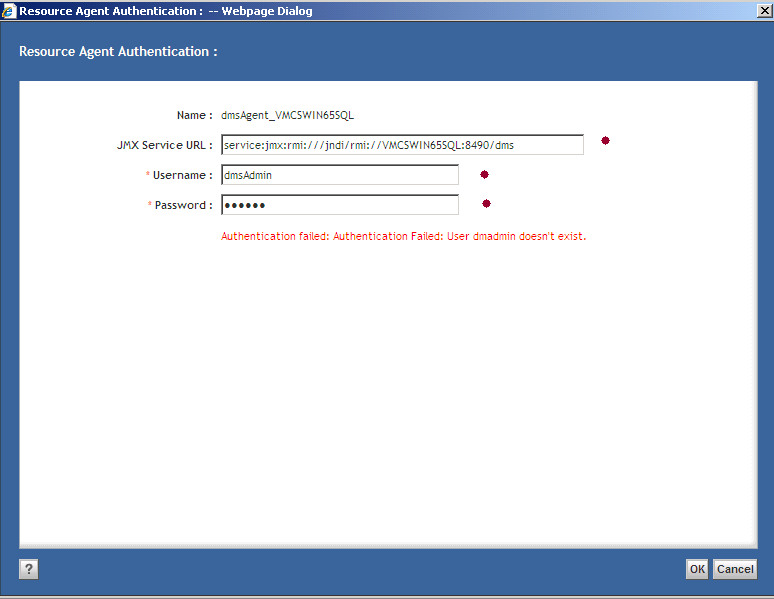 Resource Agent Authentication : -- Webpage Dialog
Resource Agent Authentication :
Name : dmsAgent_VMCSWIN65SQL
JMX Service URL : service:jmx:rmi:///jndi/rmi://VMCSWIN65SQL:8490/dms
* Username : dmsAdmin
* Password : ••••••
Authentication failed: Authentication Failed: User dmadmin doesn't exist.
? OK Cancel